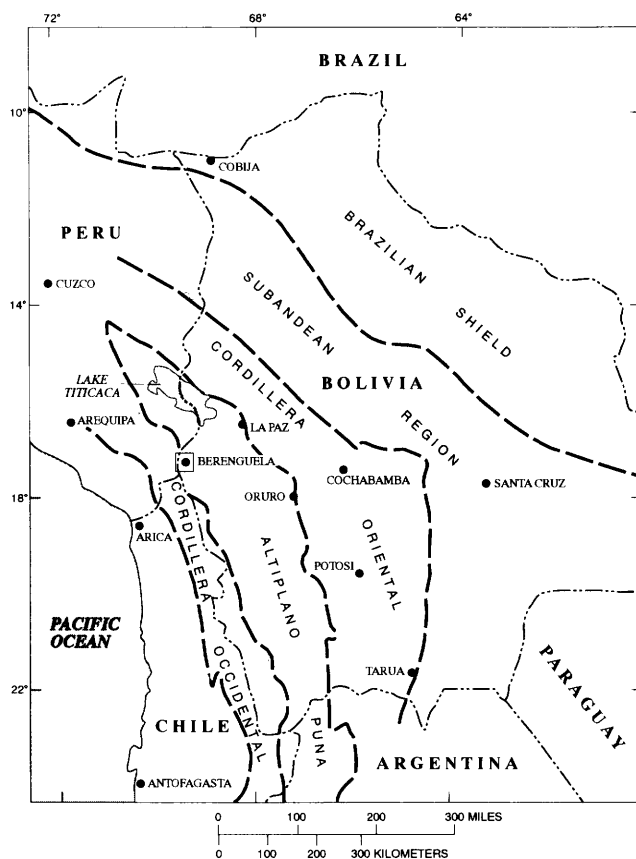 72°
68°
64°
BRAZIL
10°
COBIJA
PERU
BRAZILIAN SHIELD
CUZCO
14°
SUBANDEAN REGION
CORDILLERA ORIENTAL
LAKE
TITICACA
BOLIVIA
AREQUIPA
LA PAZ
BERENGUELA
COCHABAMBA
SANTA CRUZ
18°
ORURO
ARICA
CORDILLERA OCCIDENTAL
ALTIPLANO
POTOSI
PACIFIC
OCEAN
TARUA
PARAGUAY
22°
CHILE
PUNA
ARGENTINA
ANTOFAGASTA
0 100 200 300 MILES
0 100 200 300 KILOMETERS